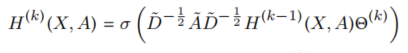 H^{(k)}(X, A) = σ ( D̃^{-1/2} Ã D̃^{-1/2} H^{(k-1)}(X, A) Θ^{(k)} )